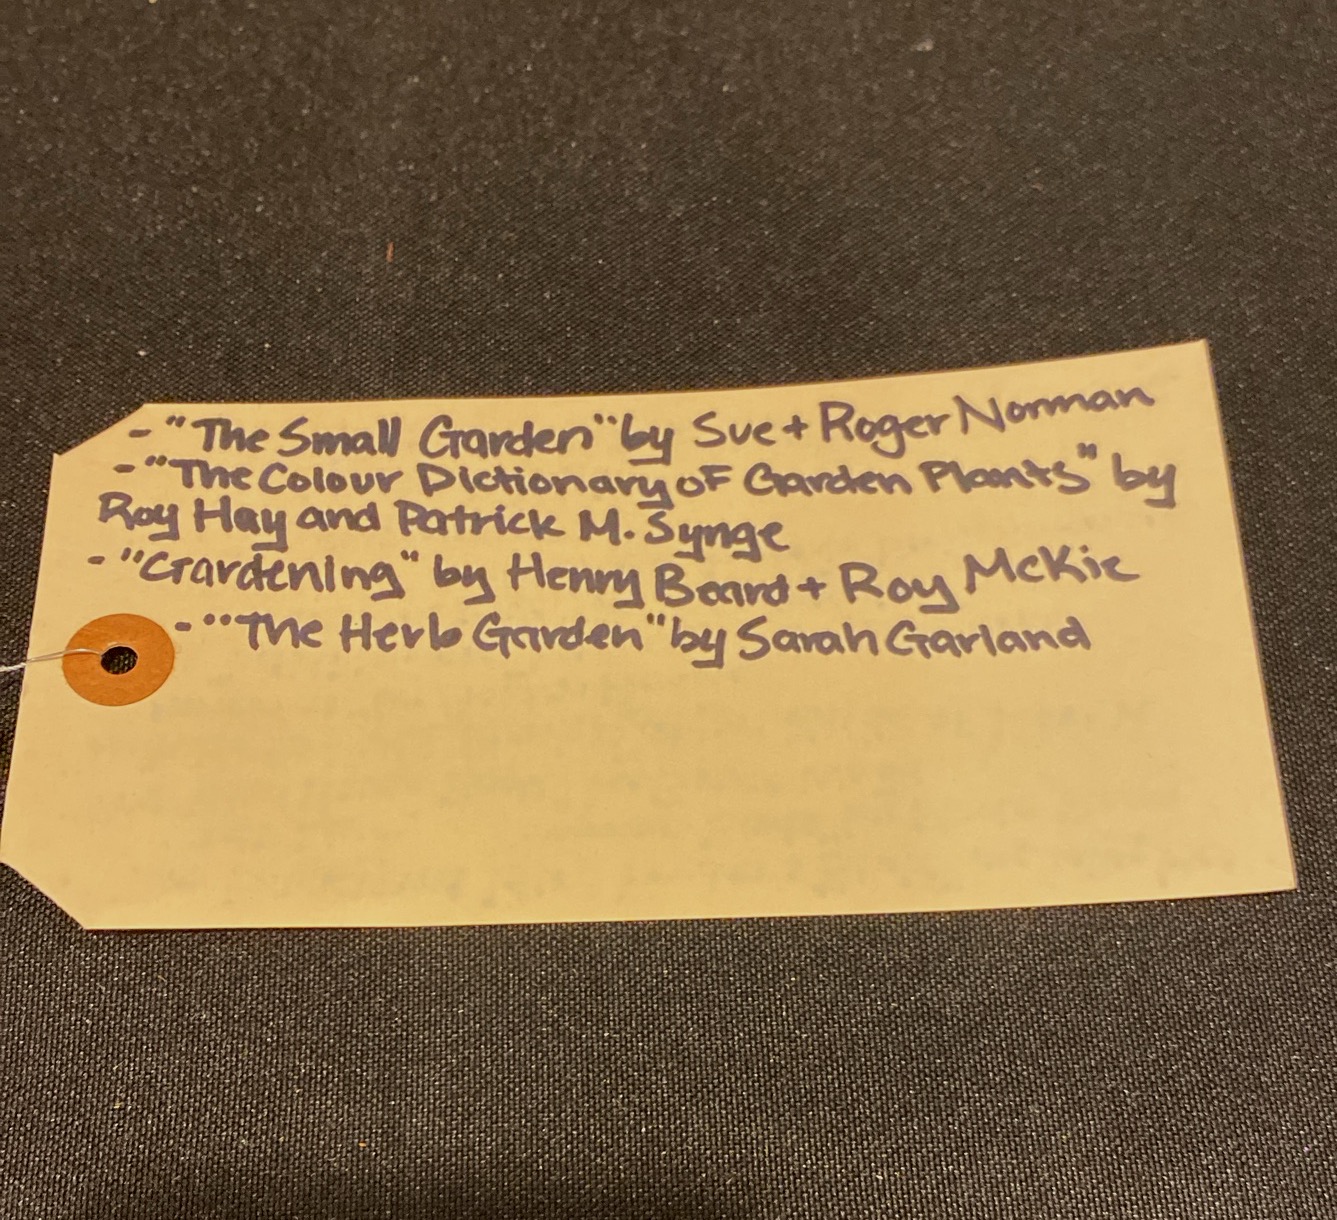 - "The Small Garden" by Sue + Roger Norman
- "The Colour Dictionary of Garden Plants" by
Roy Hay and Patrick M. Synge
- "Gardening" by Henry Beard + Roy McKie
- "The Herb Garden" by Sarah Garland